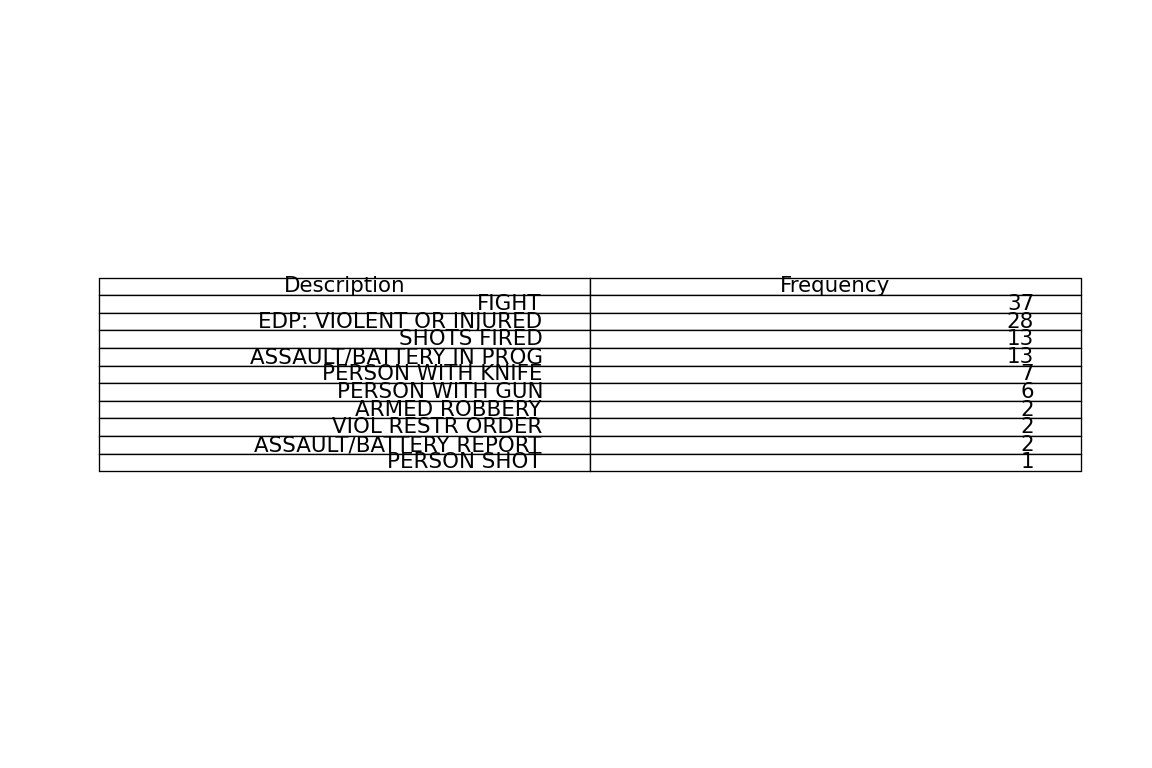 Description Frequency
FIGHT 37
EDP: VIOLENT OR INJURED 28
SHOTS FIRED 13
ASSAULT/BATTERY IN PROG 13
PERSON WITH KNIFE 7
PERSON WITH GUN 6
ARMED ROBBERY 2
VIOL RESTR ORDER 2
ASSAULT/BATTERY REPORT 2
PERSON SHOT 1